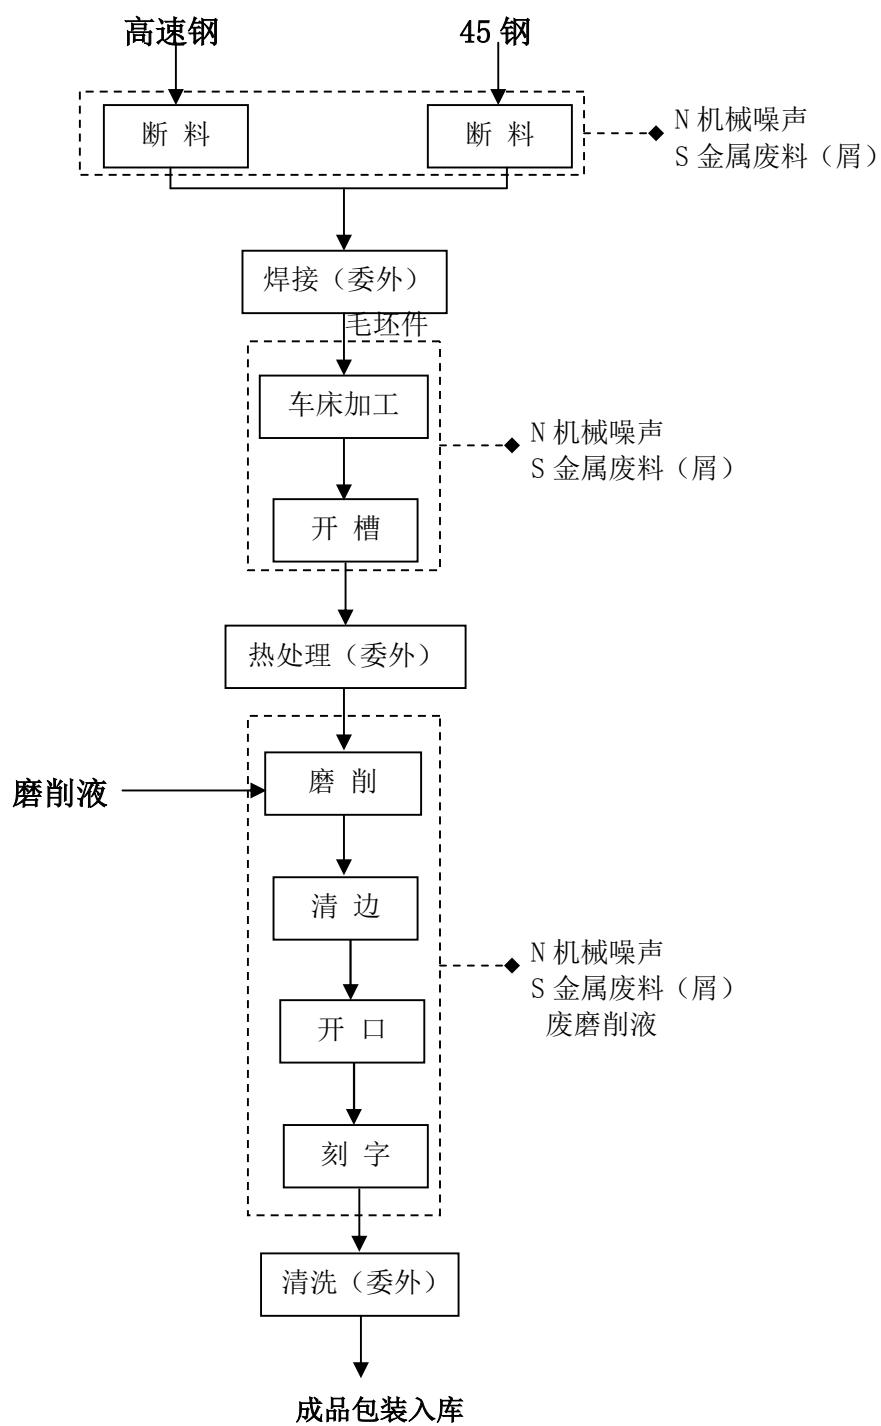 高速钢
45 钢
断 料
断 料
N 机械噪声
S 金属废料（屑）
焊接（委外）
毛坯件
车床加工
N 机械噪声
S 金属废料（屑）
开 槽
热处理（委外）
磨削液
磨 削
清 边
N 机械噪声
S 金属废料（屑）
废磨削液
开 口
刻 字
清洗（委外）
成品包装入库